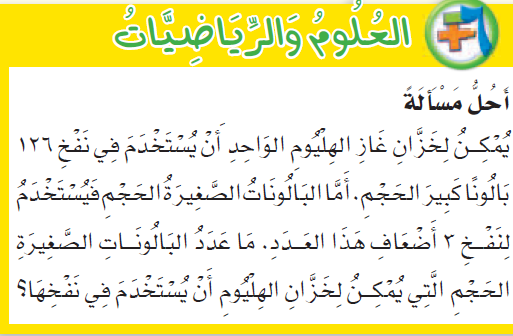 العُلُومُ وَالرِّيَاضِيَّاتُ
أَحُلُّ مَسْأَلَةً
يُمْكِنُ لِخَزَّانِ غَازِ الهِلْيُومِ الوَاحِدِ أَنْ يُسْتَخْدَمَ فِي نَفْخِ ١٢٦
بَالُونًا كَبِيرَ الحَجْمِ. أَمَّا البَالُونَاتُ الصَّغِيرَةُ الحَجْمِ فَيُسْتَخْدَمُ
لِنَفْخِ ٣ أَضْعَافِ هَذَا العَدَدِ. مَا عَدَدُ البَالُونَاتِ الصَّغِيرَةِ
الحَجْمِ الَّتِي يُمْكِنُ لِخَزَّانِ الهِلْيُومِ أَنْ يُسْتَخْدَمَ فِي نَفْخِهَا؟